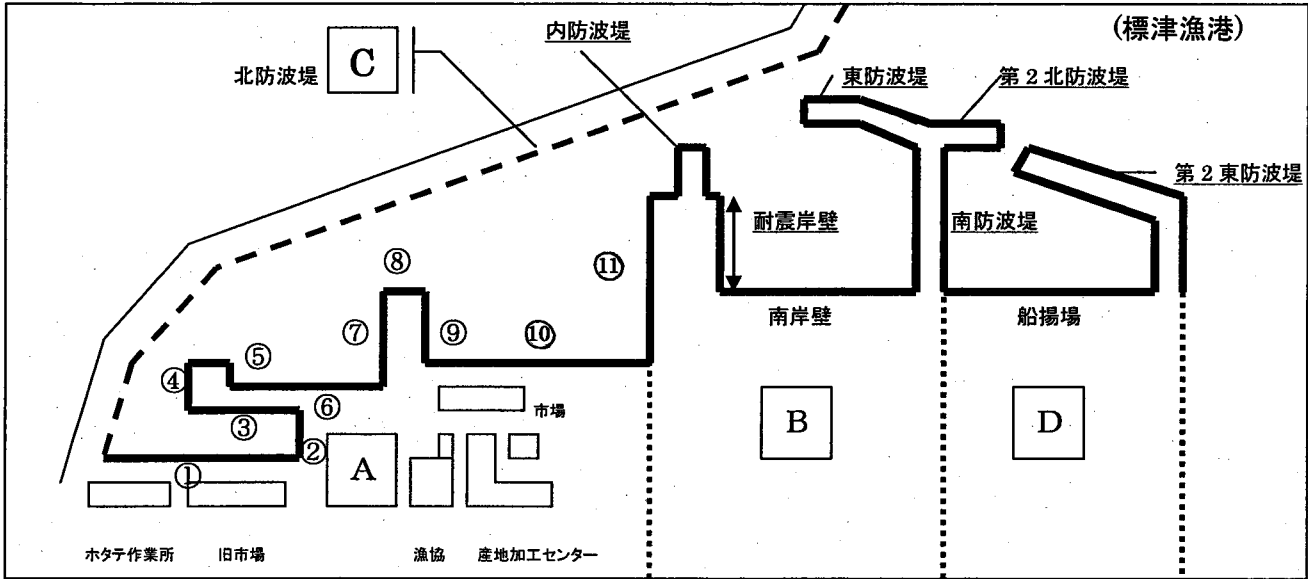 (標津漁港)
内防波堤
C
北防波堤
東防波堤
第2北防波堤
第2東防波堤
耐震岸壁
南防波堤
⑧
⑪
南岸壁
船揚場
⑦
⑨
⑩
⑤
④
⑥
市場
③
B
D
②
A
①
ホタテ作業所
旧市場
漁協
産地加工センター